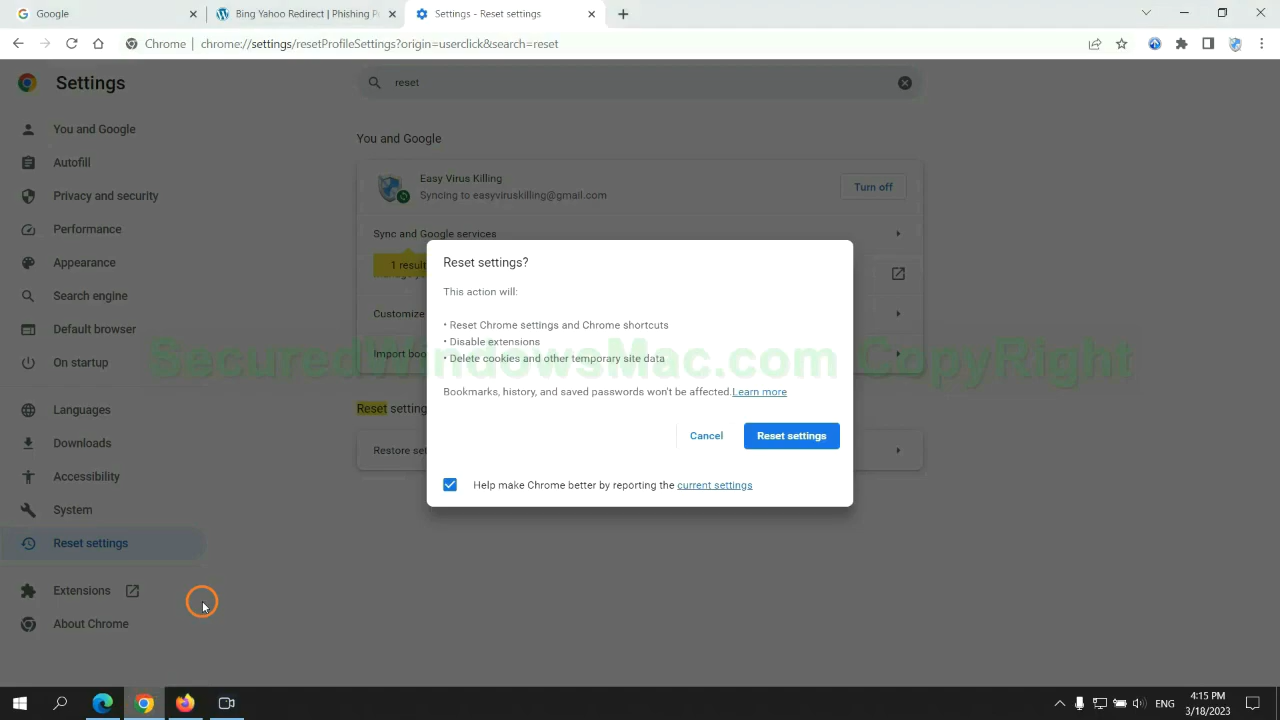 Google
Bing Yahoo Redirect | Phishing P
Settings - Reset settings
Chrome | chrome://settings/resetProfileSettings?origin=userclick&search=reset
Settings
reset
You and Google
Autofill
Privacy and security
Performance
Appearance
Search engine
Default browser
On startup
Languages
Downloads
Accessibility
System
Reset settings
Extensions
About Chrome
You and Google
Easy Virus Killing
Syncing to easyviruskilling@gmail.com
Turn off
Sync and Google services
1 result
Customize
Import boo
Reset setting
Restore set
Reset settings?
This action will:
• Reset Chrome settings and Chrome shortcuts
• Disable extensions
• Delete cookies and other temporary site data
Bookmarks, history, and saved passwords won't be affected. Learn more
Cancel
Reset settings
Help make Chrome better by reporting the current settings
SecuredWindowsMac.com CopyRight
ENG
4:15 PM
3/18/2023